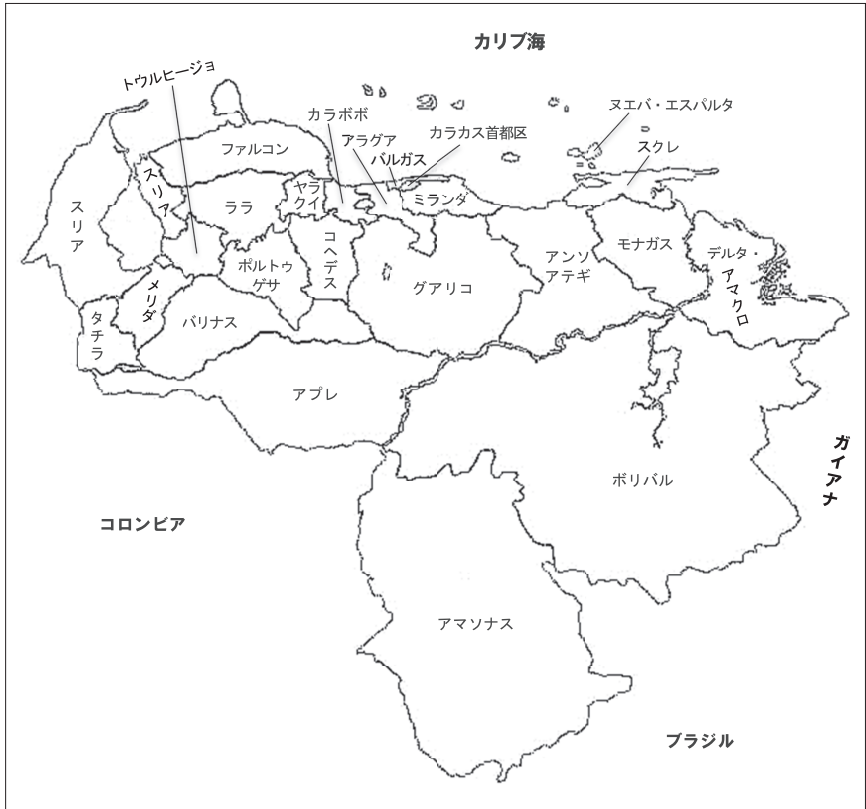 カリブ海
トゥルヒージョ
カラボボ
アラグア
バルガス
カラカス首都区
ヌエバ・エスパルタ
スクレ
ファルコン
スリア
スリア
ララ
ヤラ
クイ
ミランダ
コヘデス
ポルトゥ
ゲサ
グアリコ
アンソ
アテギ
モナガス
デルタ・
アマクロ
メリダ
タチラ
バリナス
アプレ
ボリバル
ガイアナ
コロンビア
アマソナス
ブラジル